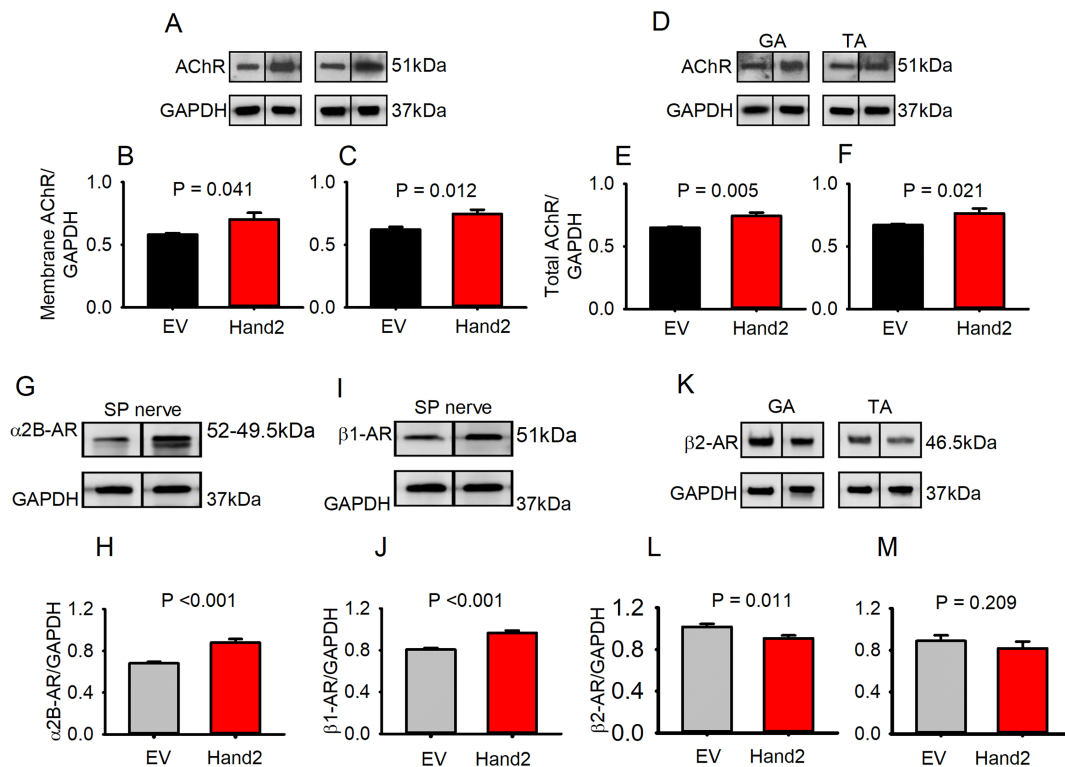 A
AChR
51kDa
GAPDH
37kDa
D
GA TA
AChR
51kDa
GAPDH
37kDa
B
Membrane AChR/
GAPDH
1.0
0.5
0.0
P = 0.041
EV Hand2
C
1.0
0.5
0.0
P = 0.012
EV Hand2
E
Total AChR/
GAPDH
1.0
0.5
0.0
P = 0.005
EV Hand2
F
1.0
0.5
0.0
P = 0.021
EV Hand2
G
SP nerve
α2B-AR
52-49.5kDa
GAPDH
37kDa
I
SP nerve
β1-AR
51kDa
GAPDH
37kDa
K
GA TA
β2-AR
46.5kDa
GAPDH
37kDa
H
α2B-AR/GAPDH
1.2
0.8
0.4
0.0
P <0.001
EV Hand2
J
β1-AR/GAPDH
1.2
0.8
0.4
0.0
P <0.001
EV Hand2
L
β2-AR/GAPDH
1.2
0.8
0.4
0.0
P = 0.011
EV Hand2
M
1.2
0.8
0.4
0.0
P = 0.209
EV Hand2